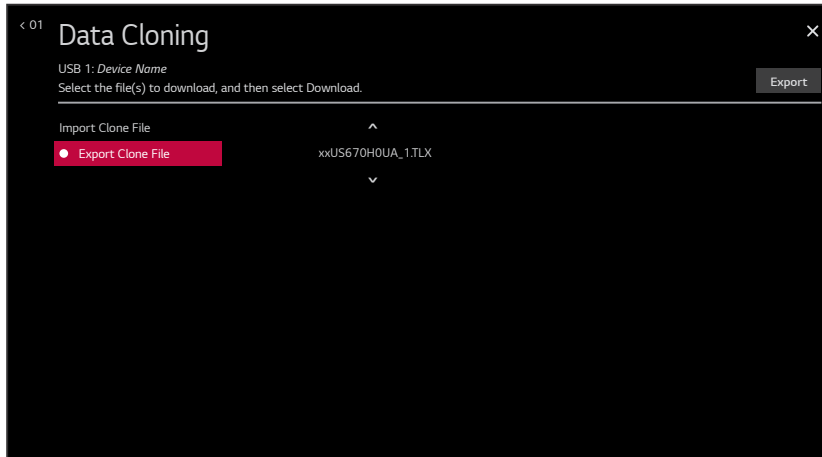 < 01
Data Cloning
USB 1: Device Name
Select the file(s) to download, and then select Download.
Export
Import Clone File
Export Clone File
xxUS670H0UA_1.TLX